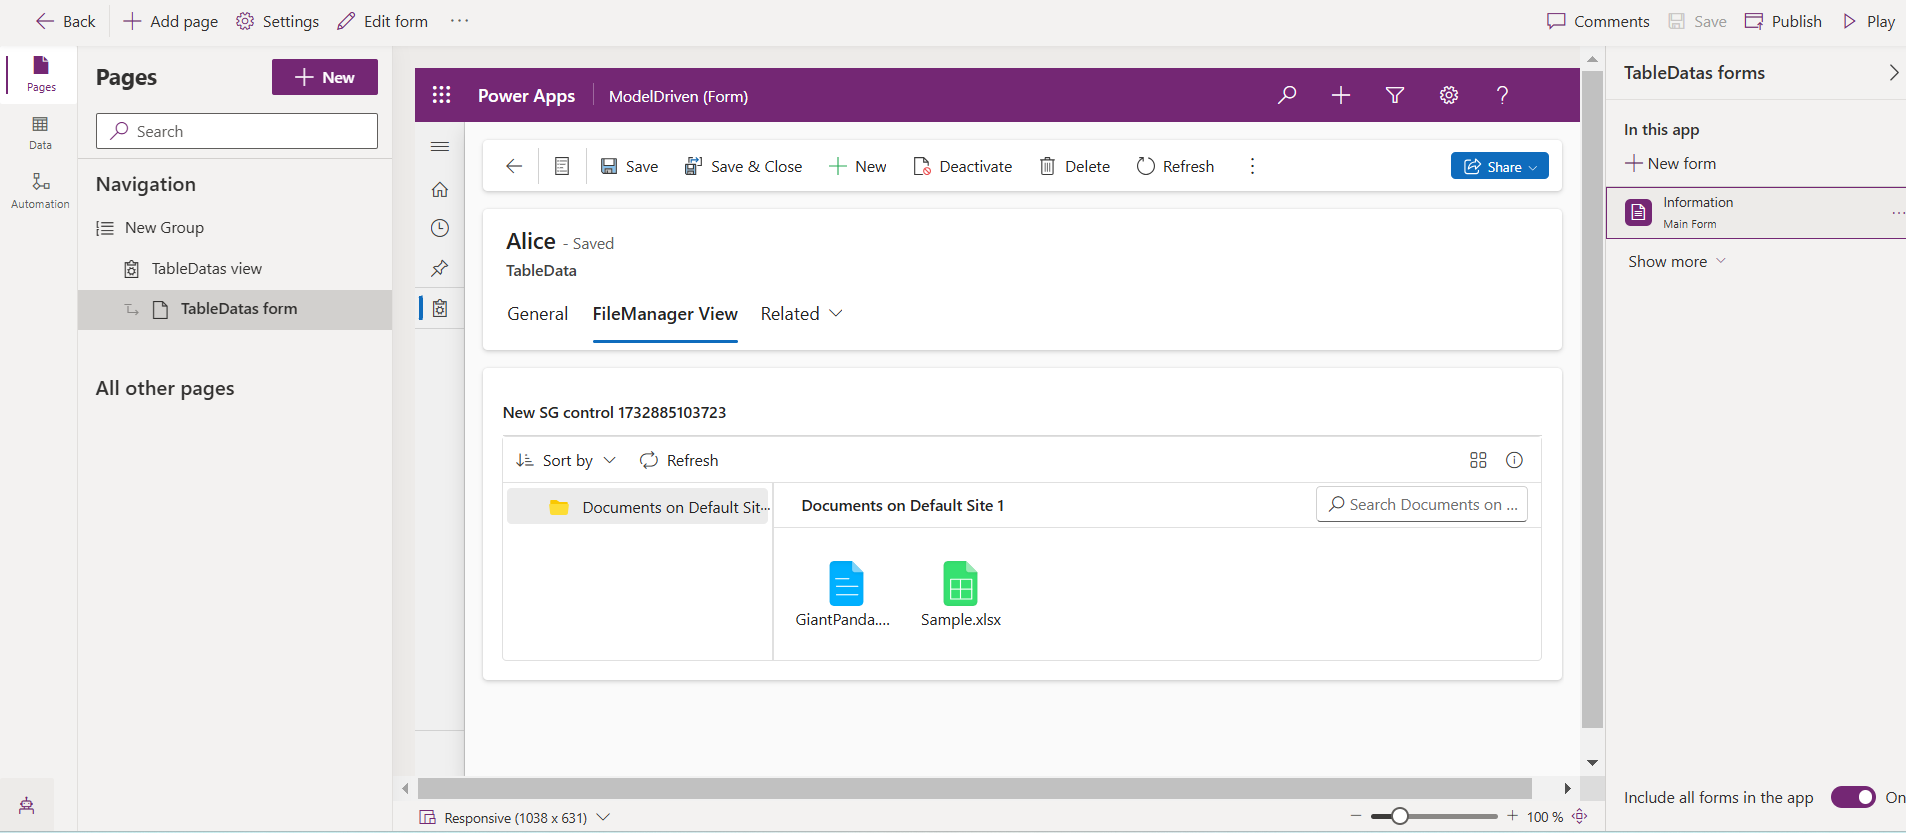 Back
Add page
Settings
Edit form
Comments
Save
Publish
Play
Pages
Data
Automation
Pages
New
Search
Navigation
New Group
TableDatas view
TableDatas form
All other pages
Power Apps
ModelDriven (Form)
Save
Save & Close
New
Deactivate
Delete
Refresh
Share
Alice - Saved
TableData
General
FileManager View
Related
New SG control 1732885103723
Sort by
Refresh
Documents on Default Sit...
Documents on Default Site 1
Search Documents on ...
GiantPanda....
Sample.xlsx
Responsive (1038 x 631)
100 %
TableDatas forms
In this app
New form
Information
Main Form
Show more
Include all forms in the app
On